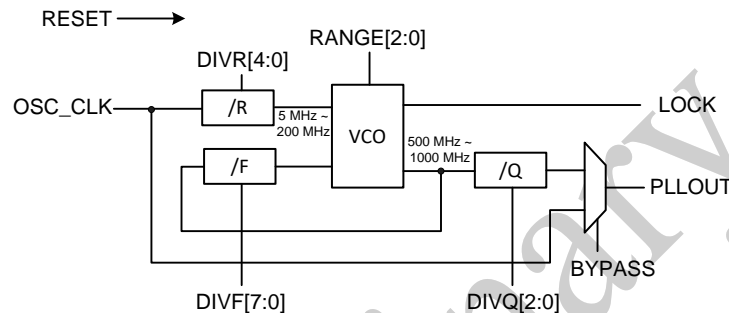 RESET
RANGE[2:0]
DIVR[4:0]
OSC_CLK
/R
5 MHz ~
200 MHz
VCO
LOCK
500 MHz ~
1000 MHz
/F
/Q
PLLOUT
BYPASS
DIVF[7:0]
DIVQ[2:0]